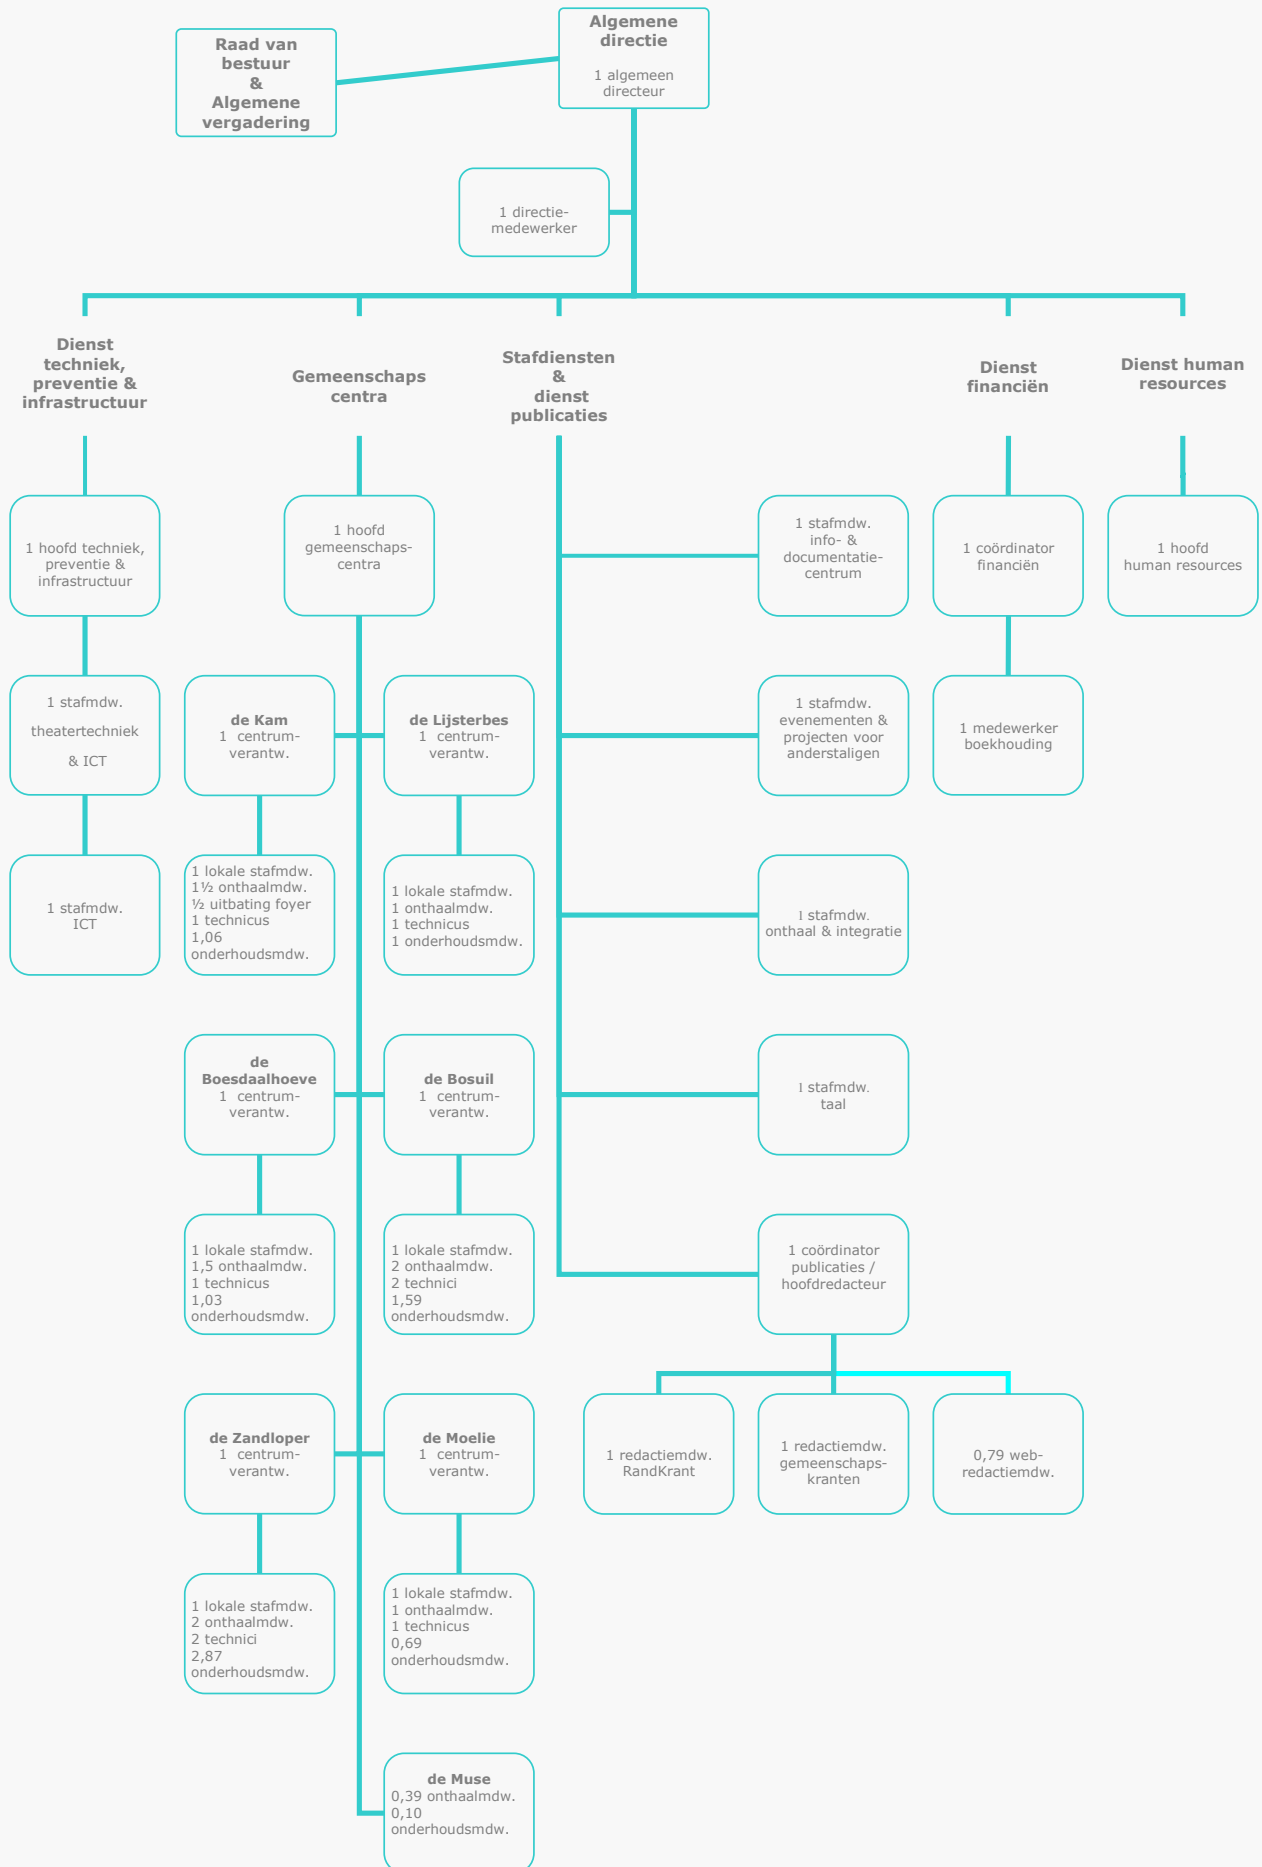 Raad van
bestuur
&
Algemene
vergadering
Algemene
directie
1 algemeen
directeur
1 directie-
medewerker
Dienst
techniek,
preventie &
infrastructuur
Gemeenschaps
centra
Stafdiensten
&
dienst
publicaties
Dienst
financiën
Dienst human
resources
1 hoofd techniek,
preventie &
infrastructuur
1 hoofd
gemeenschaps-
centra
1 stafmdw.
info- &
documentatie-
centrum
1 coördinator
financiën
1 hoofd
human resources
1 stafmdw.
theatertechniek
& ICT
de Kam
1 centrum-
verantw.
de Lijsterbes
1 centrum-
verantw.
1 stafmdw.
evenementen &
projecten voor
anderstaligen
1 medewerker
boekhouding
1 stafmdw.
ICT
1 lokale stafmdw.
1½ onthaalmdw.
½ uitbating foyer
1 technicus
1,06
onderhoudsmdw.
1 lokale stafmdw.
1 onthaalmdw.
1 technicus
1 onderhoudsmdw.
1 stafmdw.
onthaal & integratie
de
Boesdaalhoeve
1 centrum-
verantw.
de Bosuil
1 centrum-
verantw.
1 stafmdw.
taal
1 lokale stafmdw.
1,5 onthaalmdw.
1 technicus
1,03
onderhoudsmdw.
1 lokale stafmdw.
2 onthaalmdw.
2 technici
1,59
onderhoudsmdw.
1 coördinator
publicaties /
hoofdredacteur
de Zandloper
1 centrum-
verantw.
de Moelie
1 centrum-
verantw.
1 redactiemdw.
RandKrant
1 redactiemdw.
gemeenschaps-
kranten
0,79 web-
redactiemdw.
1 lokale stafmdw.
2 onthaalmdw.
2 technici
2,87
onderhoudsmdw.
1 lokale stafmdw.
1 onthaalmdw.
1 technicus
0,69
onderhoudsmdw.
de Muse
0,39 onthaalmdw.
0,10
onderhoudsmdw.